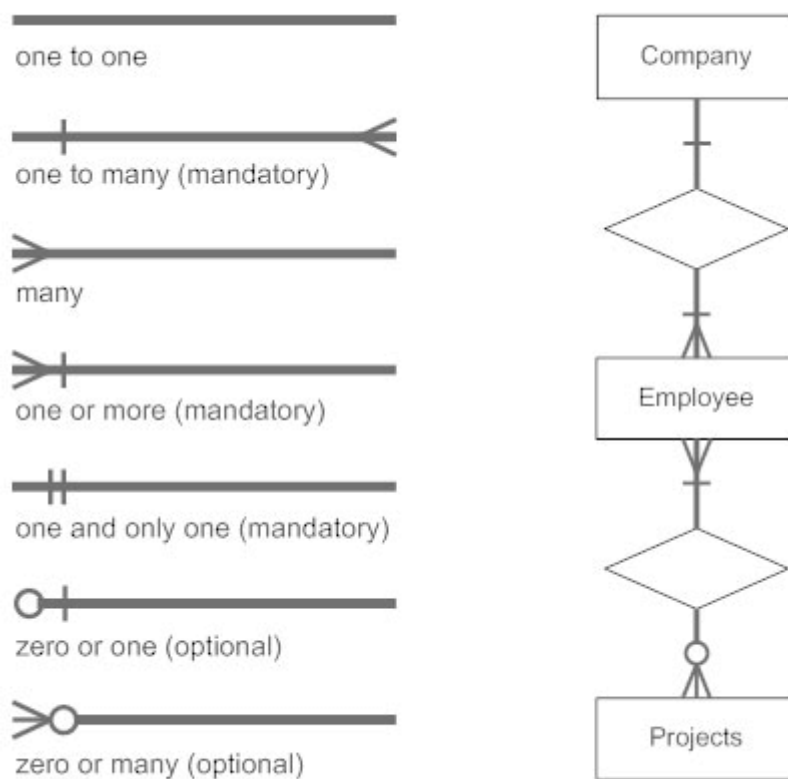 one to one
one to many (mandatory)
many
one or more (mandatory)
one and only one (mandatory)
zero or one (optional)
zero or many (optional)
Company
Employee
Projects